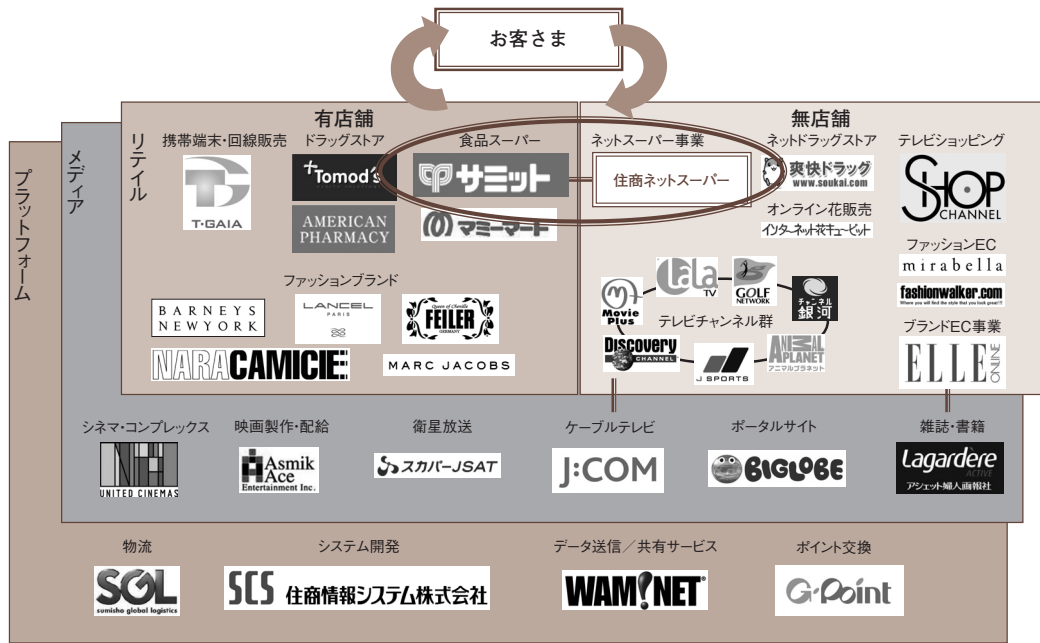 お客さま
有店舗
無店舗
リテイル
メディア
プラットフォーム
携帯端末・回線販売
ドラッグストア
食品スーパー
ネットスーパー事業
ネットドラッグストア
テレビショッピング
T-GAIA
Tomod's
AMERICAN
PHARMACY
サミット
マミーマート
住商ネットスーパー
爽快ドラッグ
www.soukai.com
オンライン花販売
インターネット花キューピット
SHOP
CHANNEL
ファッションEC
mirabella
fashionwalker.com
Where you will find the style that you look great!!!
ブランドEC事業
ELLE
ONLINE
ファッションブランド
BARNEYS
NEWYORK
LANCEL
PARIS
Queen of Chenille
FEILER
GERMANY
NARACAMICIE
MARC JACOBS
Movie
Plus
LaLa
TV
GOLF
NETWORK
チャンネル
銀河
テレビチャンネル群
Discovery
CHANNEL
J SPORTS
ANIMAL
PLANET
アニマルプラネット
シネマ・コンプレックス
映画製作・配給
衛星放送
ケーブルテレビ
ポータルサイト
雑誌・書籍
UNITED CINEMAS
Asmik
Ace
Entertainment Inc.
スカパーJSAT
J:COM
BIGLOBE
Lagardère
ACTIVE
アシェット婦人画報社
物流
システム開発
データ送信／共有サービス
ポイント交換
SGL
sumisho global logistics
SCS 住商情報システム株式会社
WAM!NET®
G-Point